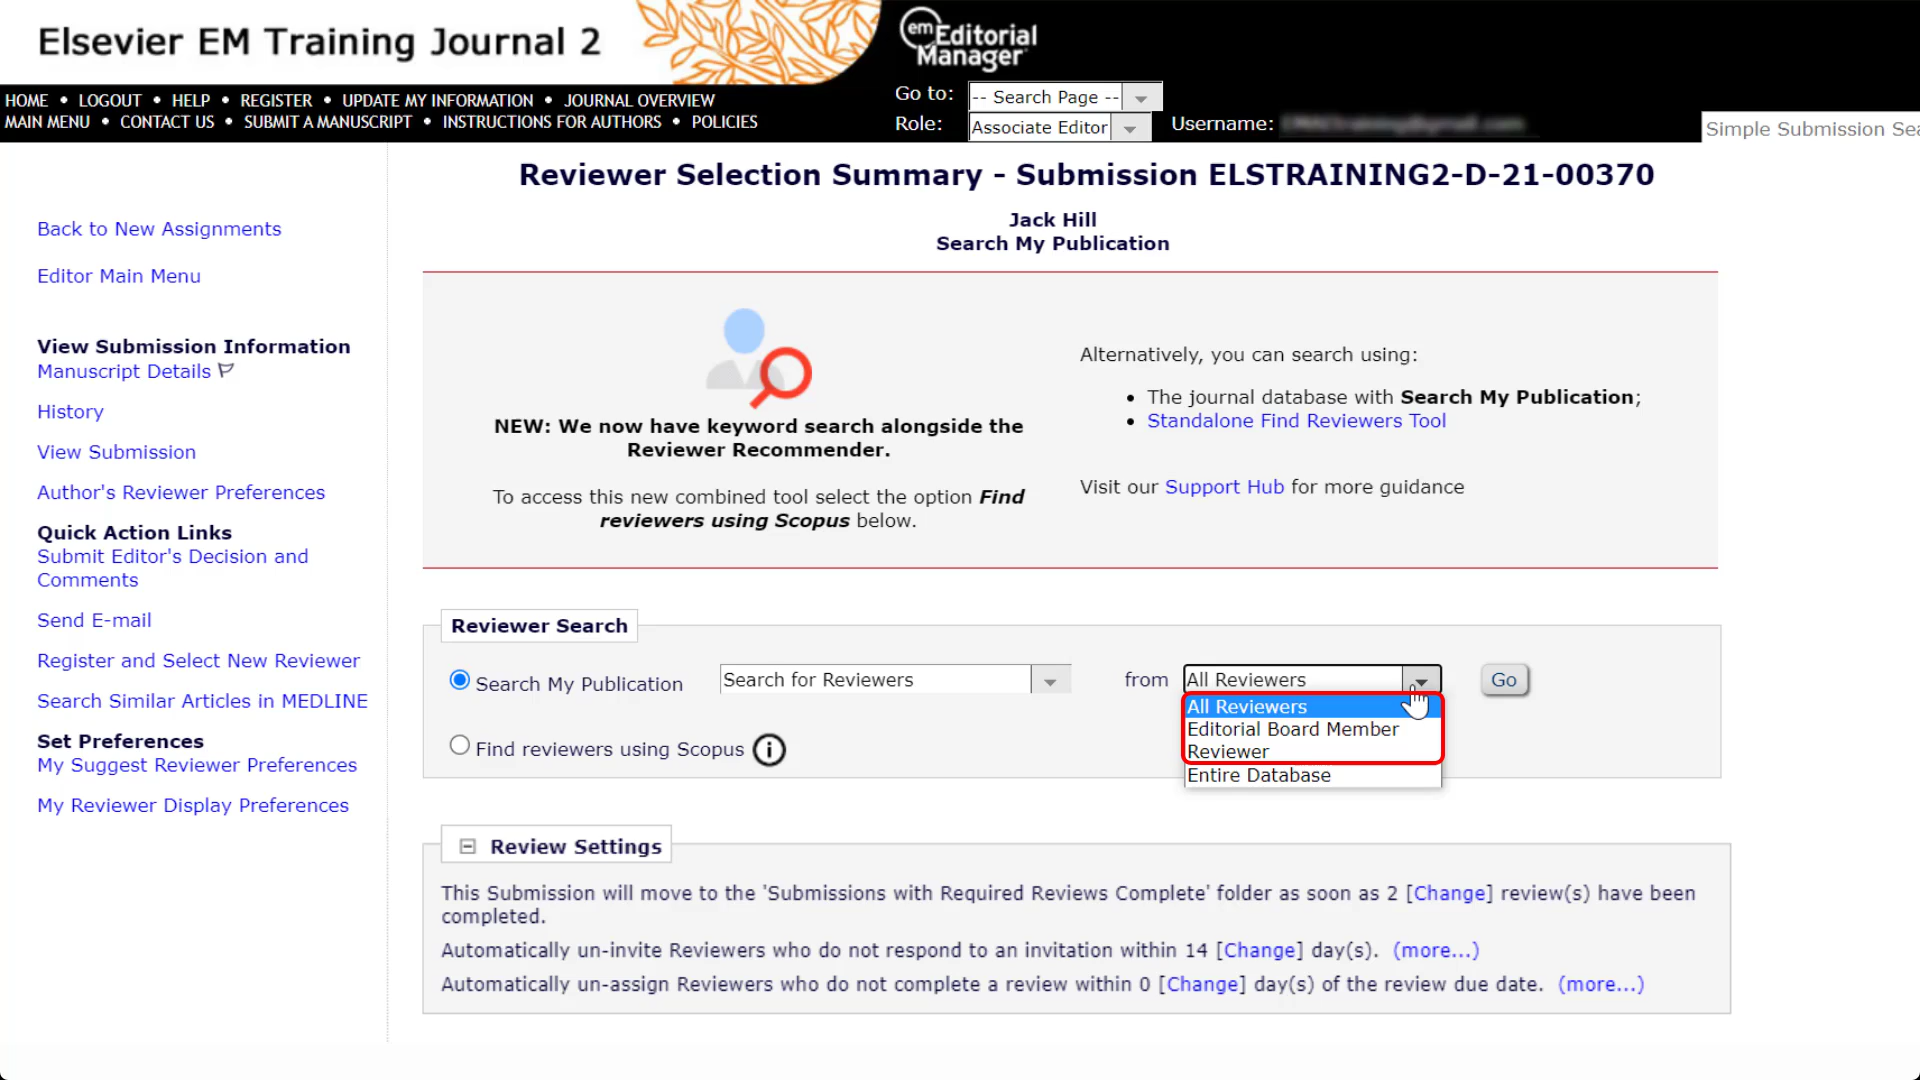 Elsevier EM Training Journal 2
em Editorial Manager
HOME • LOGOUT • HELP • REGISTER • UPDATE MY INFORMATION • JOURNAL OVERVIEW
MAIN MENU • CONTACT US • SUBMIT A MANUSCRIPT • INSTRUCTIONS FOR AUTHORS • POLICIES
Go to: -- Search Page --
Role: Associate Editor Username:
Simple Submission Sea
Reviewer Selection Summary - Submission ELSTRAINING2-D-21-00370
Jack Hill
Search My Publication
Back to New Assignments
Editor Main Menu
View Submission Information
Manuscript Details
History
View Submission
Author's Reviewer Preferences
Quick Action Links
Submit Editor's Decision and
Comments
Send E-mail
Register and Select New Reviewer
Search Similar Articles in MEDLINE
Set Preferences
My Suggest Reviewer Preferences
My Reviewer Display Preferences
NEW: We now have keyword search alongside the
Reviewer Recommender.
To access this new combined tool select the option Find
reviewers using Scopus below.
Alternatively, you can search using:
• The journal database with Search My Publication;
• Standalone Find Reviewers Tool
Visit our Support Hub for more guidance
Reviewer Search
Search My Publication Search for Reviewers from All Reviewers Go
All Reviewers
Editorial Board Member
Reviewer
Entire Database
Find reviewers using Scopus i
Review Settings
This Submission will move to the 'Submissions with Required Reviews Complete' folder as soon as 2 [Change] review(s) have been
completed.
Automatically un-invite Reviewers who do not respond to an invitation within 14 [Change] day(s). (more...)
Automatically un-assign Reviewers who do not complete a review within 0 [Change] day(s) of the review due date. (more...)